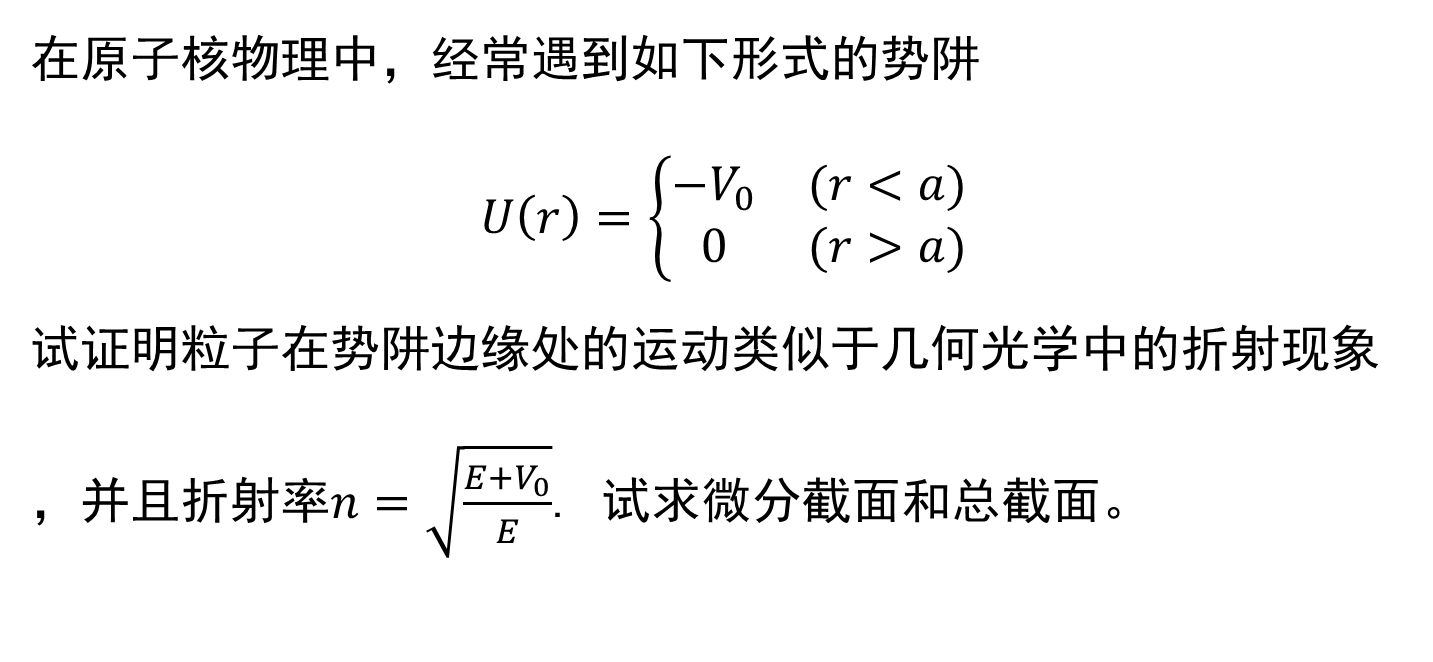 在原子核物理中，经常遇到如下形式的势阱
U(r) = { −V₀ (r < a)
0 (r > a)
试证明粒子在势阱边缘处的运动类似于几何光学中的折射现象
，并且折射率n = √((E+V₀)/E). 试求微分截面和总截面。